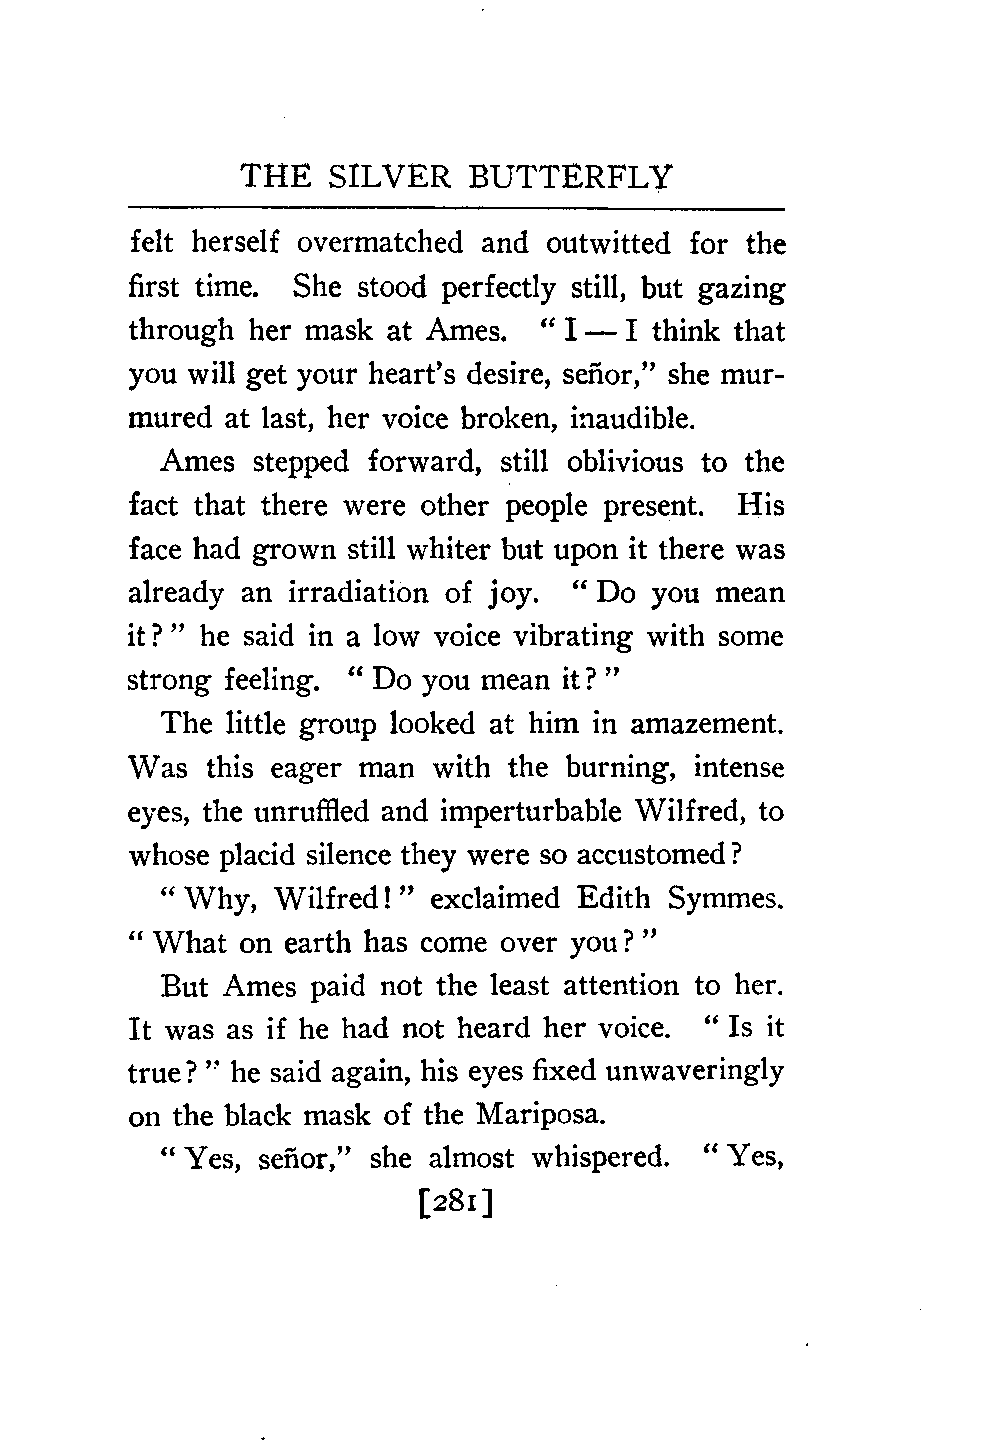 THE SILVER BUTTERFLY
felt herself overmatched and outwitted for the
first time. She stood perfectly still, but gazing
through her mask at Ames. “ I — I think that
you will get your heart’s desire, señor,” she mur-
mured at last, her voice broken, inaudible.
Ames stepped forward, still oblivious to the
fact that there were other people present. His
face had grown still whiter but upon it there was
already an irradiation of joy. “ Do you mean
it? ” he said in a low voice vibrating with some
strong feeling. “ Do you mean it? ”
The little group looked at him in amazement.
Was this eager man with the burning, intense
eyes, the unruffled and imperturbable Wilfred, to
whose placid silence they were so accustomed?
“ Why, Wilfred! ” exclaimed Edith Symmes.
“ What on earth has come over you? ”
But Ames paid not the least attention to her.
It was as if he had not heard her voice. “ Is it
true? ” he said again, his eyes fixed unwaveringly
on the black mask of the Mariposa.
“ Yes, señor,” she almost whispered. “ Yes,
[281]